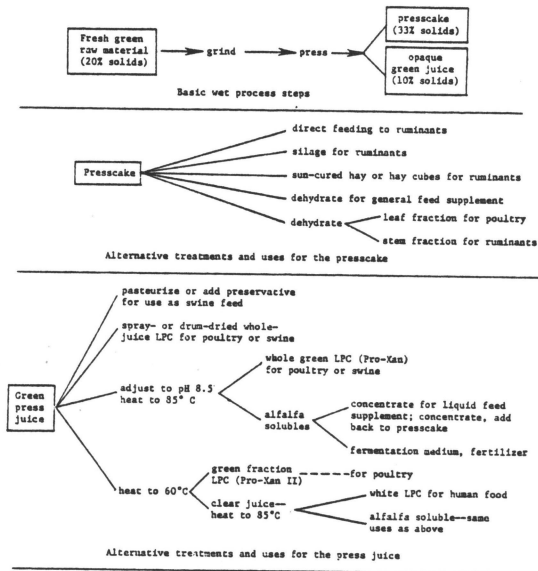 Fresh green
raw material
(20% solids)
grind
press
presscake
(33% solids)
opaque
green juice
(10% solids)
Basic wet process steps
Presscake
direct feeding to ruminants
silage for ruminants
sun-cured hay or hay cubes for ruminants
dehydrate for general feed supplement
dehydrate
leaf fraction for poultry
stem fraction for ruminants
Alternative treatments and uses for the presscake
Green
press
juice
pasteurize or add preservative
for use as swine feed
spray- or drum-dried whole-
juice LPC for poultry or swine
adjust to pH 8.5
heat to 85° C
whole green LPC (Pro-Xan)
for poultry or swine
alfalfa
solubles
concentrate for liquid feed
supplement; concentrate, add
back to presscake
fermentation medium, fertilizer
heat to 60°C
green fraction
LPC (Pro-Xan II)
for poultry
clear juice--
heat to 85°C
white LPC for human food
alfalfa soluble--same
uses as above
Alternative treatments and uses for the press juice